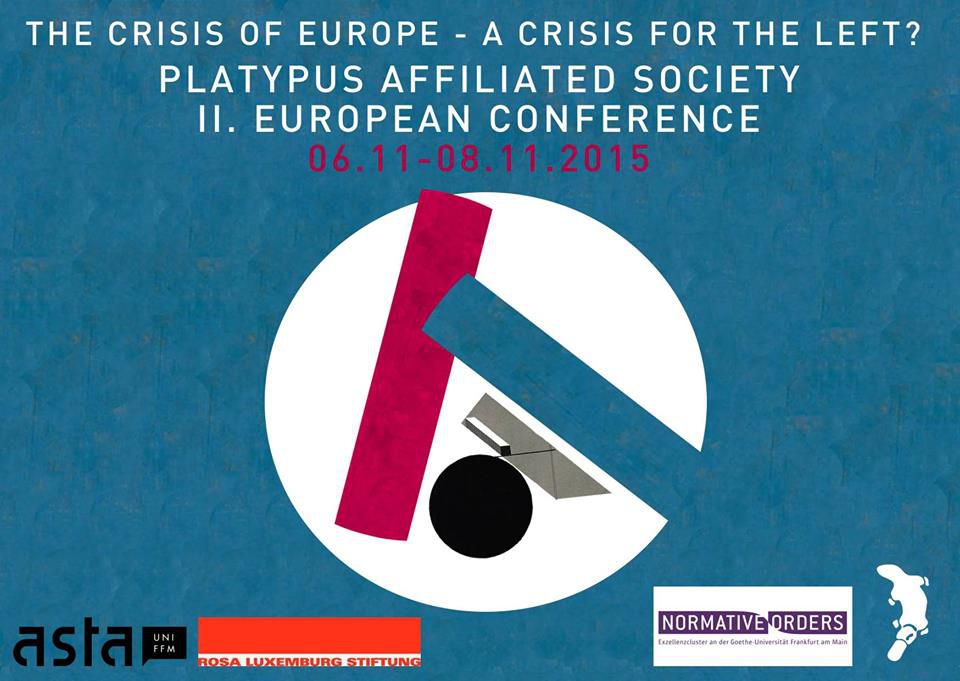 THE CRISIS OF EUROPE - A CRISIS FOR THE LEFT?
PLATYPUS AFFILIATED SOCIETY
II. EUROPEAN CONFERENCE
06.11-08.11.2015
asta UNI
FFM
ROSA LUXEMBURG STIFTUNG
NORMATIVE ORDERS
Exzellenzcluster an der Goethe-Universität Frankfurt am Main